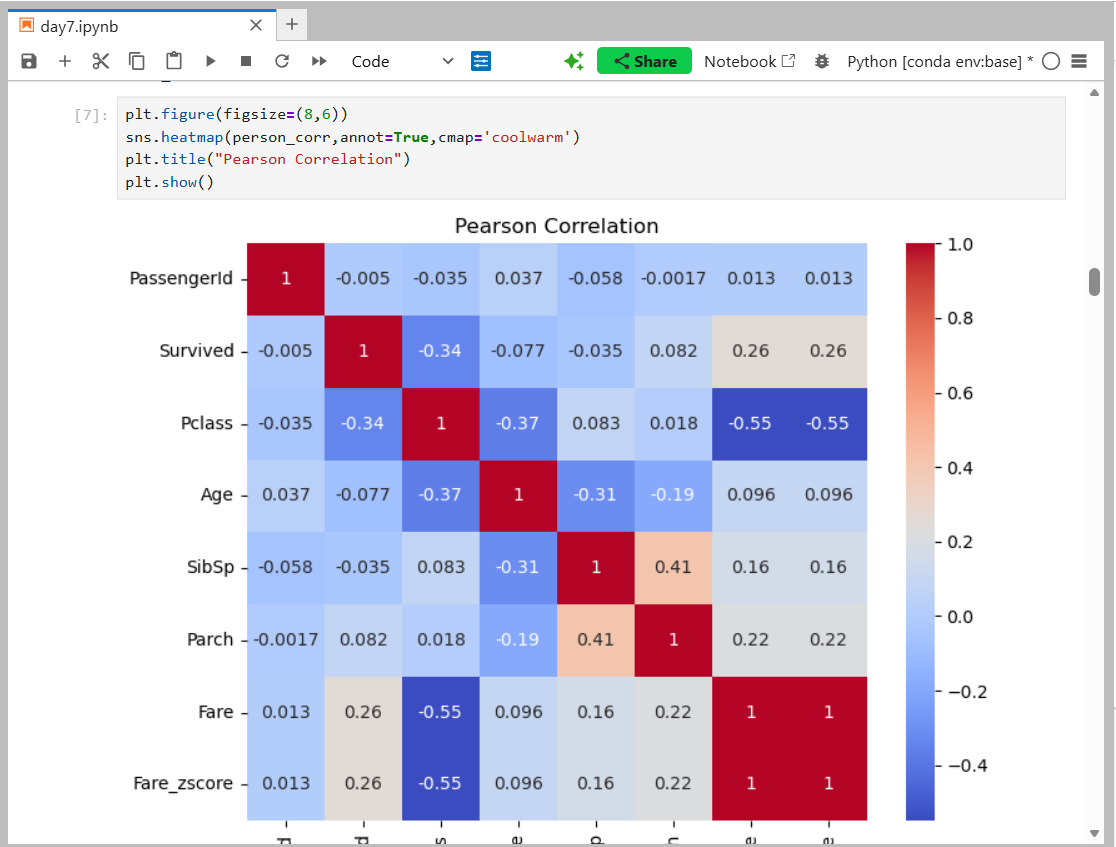 day7.ipynb
Code
Share
Notebook
Python [conda env:base] *
[7]:
plt.figure(figsize=(8,6))
sns.heatmap(person_corr,annot=True,cmap='coolwarm')
plt.title("Pearson Correlation")
plt.show()
Pearson Correlation
PassengerId 1 -0.005 -0.035 0.037 -0.058 -0.0017 0.013 0.013
Survived -0.005 1 -0.34 -0.077 -0.035 0.082 0.26 0.26
Pclass -0.035 -0.34 1 -0.37 0.083 0.018 -0.55 -0.55
Age 0.037 -0.077 -0.37 1 -0.31 -0.19 0.096 0.096
SibSp -0.058 -0.035 0.083 -0.31 1 0.41 0.16 0.16
Parch -0.0017 0.082 0.018 -0.19 0.41 1 0.22 0.22
Fare 0.013 0.26 -0.55 0.096 0.16 0.22 1 1
Fare_zscore 0.013 0.26 -0.55 0.096 0.16 0.22 1 1
1.0
0.8
0.6
0.4
0.2
0.0
−0.2
−0.4